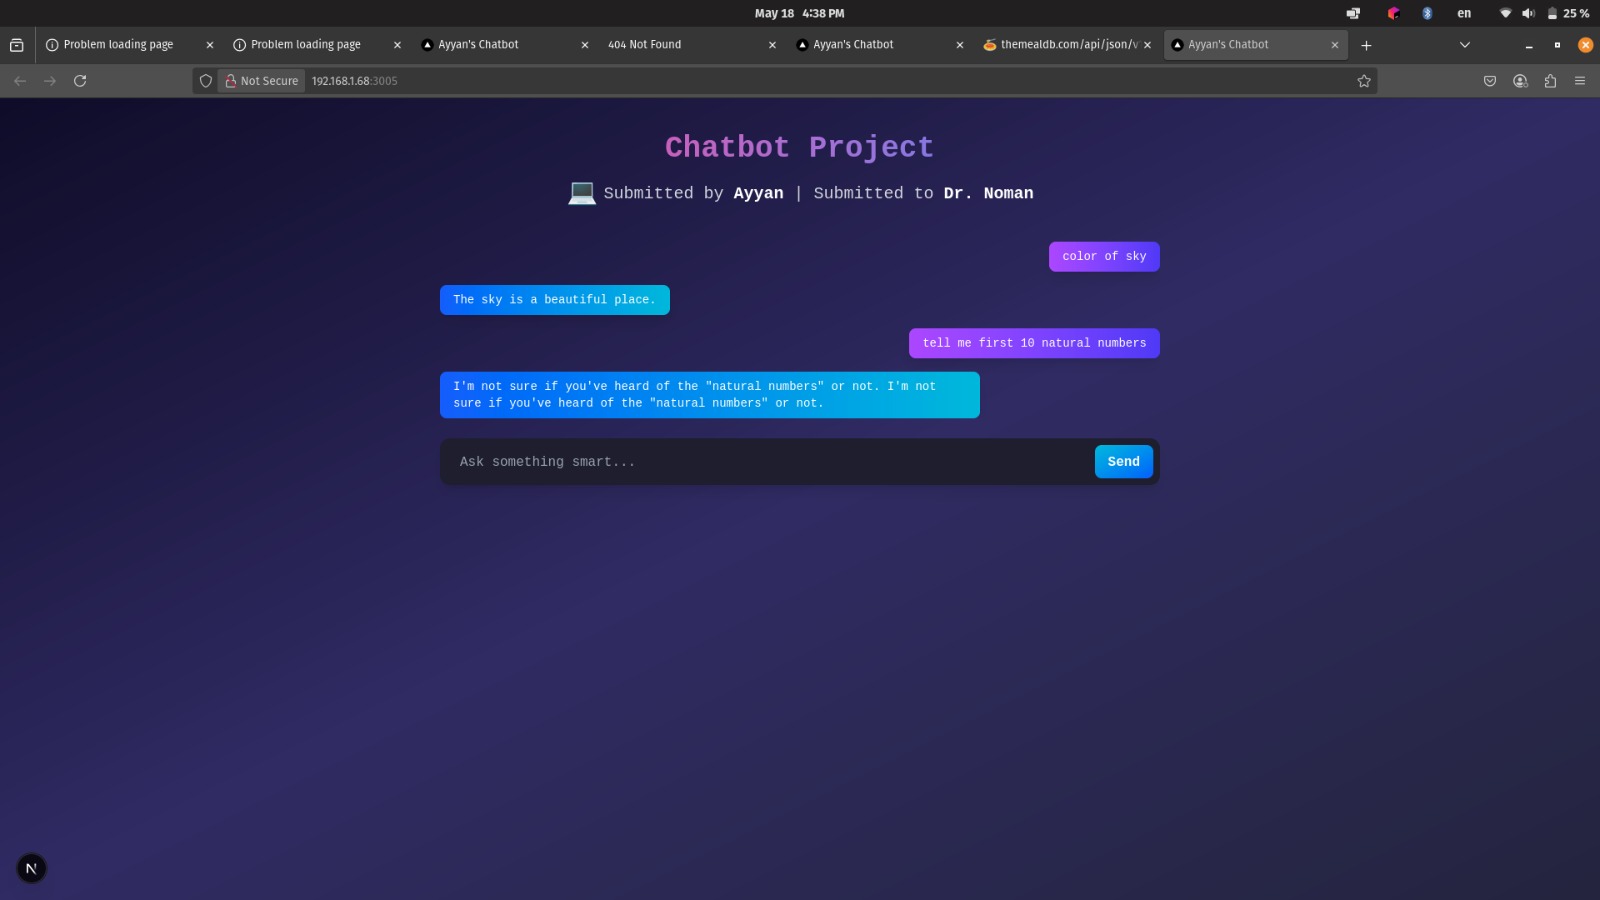 May 18 4:38 PM
en
25 %
Problem loading page
Problem loading page
Ayyan's Chatbot
404 Not Found
Ayyan's Chatbot
themealdb.com/api/json/v
Ayyan's Chatbot
Not Secure
192.168.1.68:3005
Chatbot Project
Submitted by Ayyan | Submitted to Dr. Noman
color of sky
The sky is a beautiful place.
tell me first 10 natural numbers
I'm not sure if you've heard of the "natural numbers" or not. I'm not
sure if you've heard of the "natural numbers" or not.
Ask something smart...
Send
N